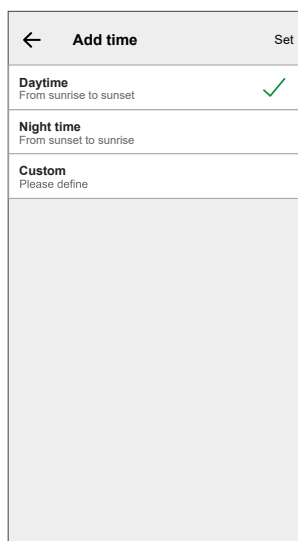 Add time
Set
Daytime
From sunrise to sunset
Night time
From sunset to sunrise
Custom
Please define